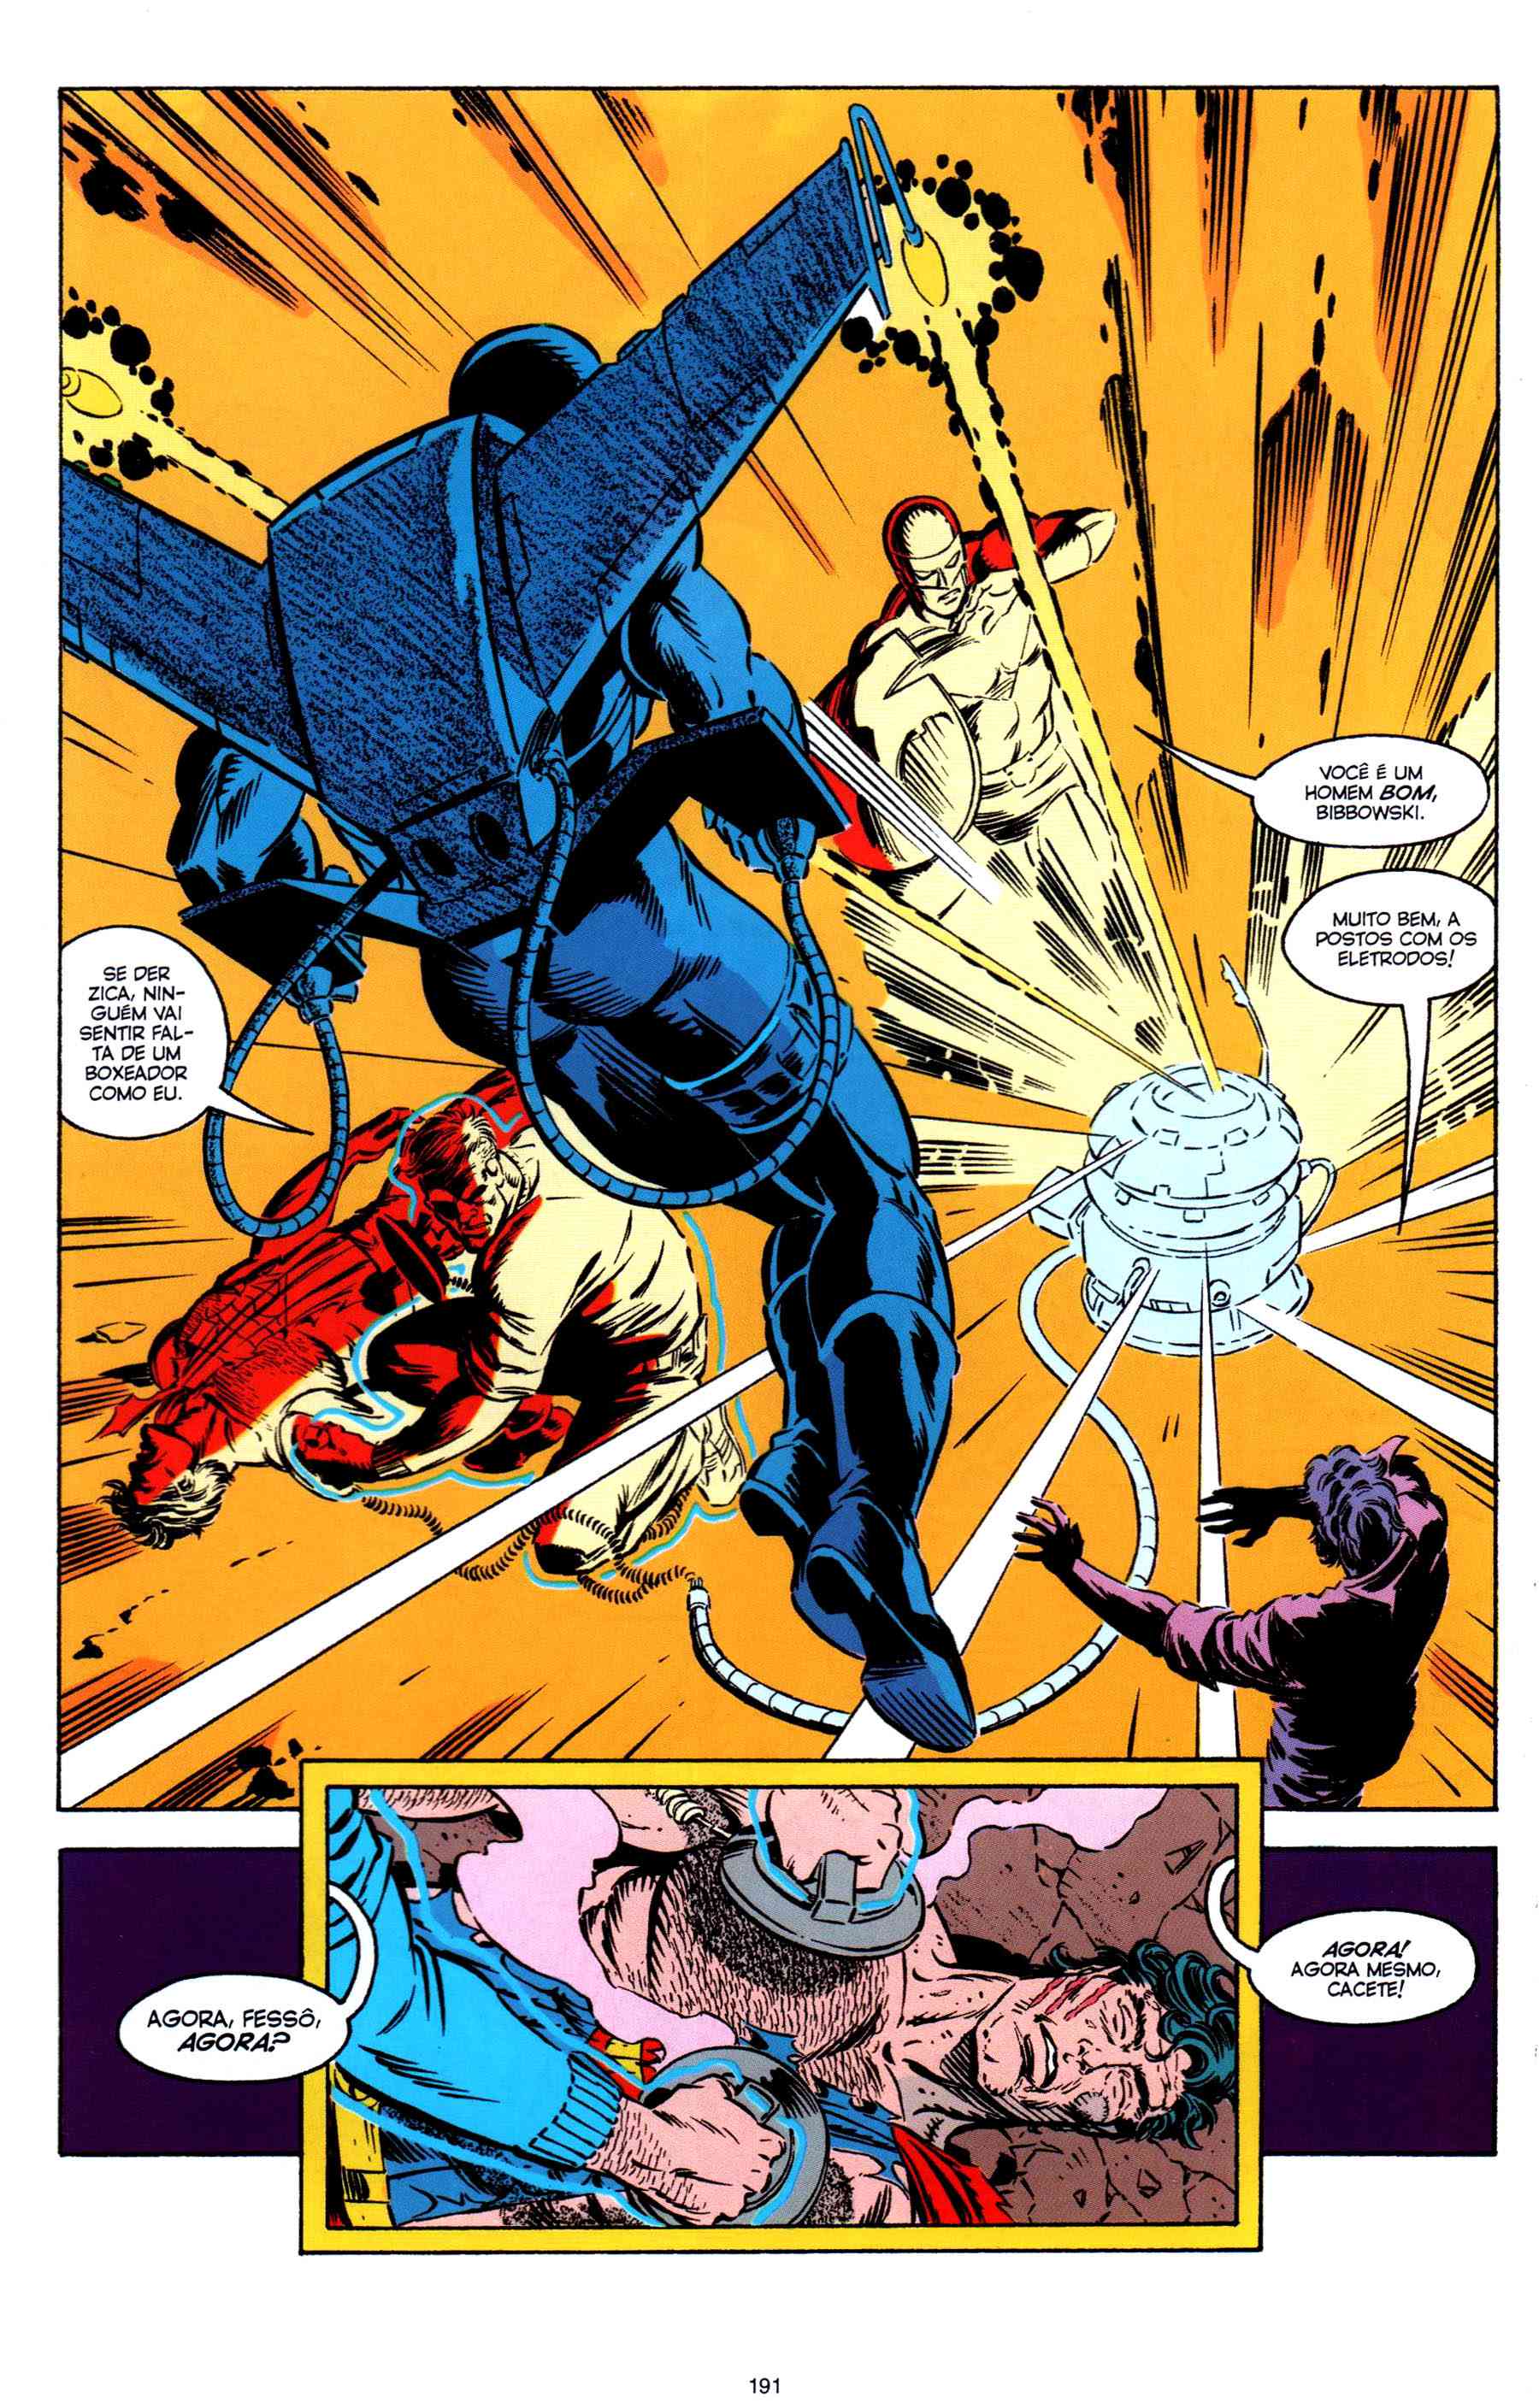 VOCÊ É UM
HOMEM BOM,
BIBBOWSKI.
MUITO BEM, A
POSTOS COM OS
ELETRODOS!
SE DER
ZICA, NIN-
GUÉM VAI
SENTIR FAL-
TA DE UM
BOXEADOR
COMO EU.
AGORA, FESSÔ,
AGORA?
AGORA!
AGORA MESMO,
CACETE!
191